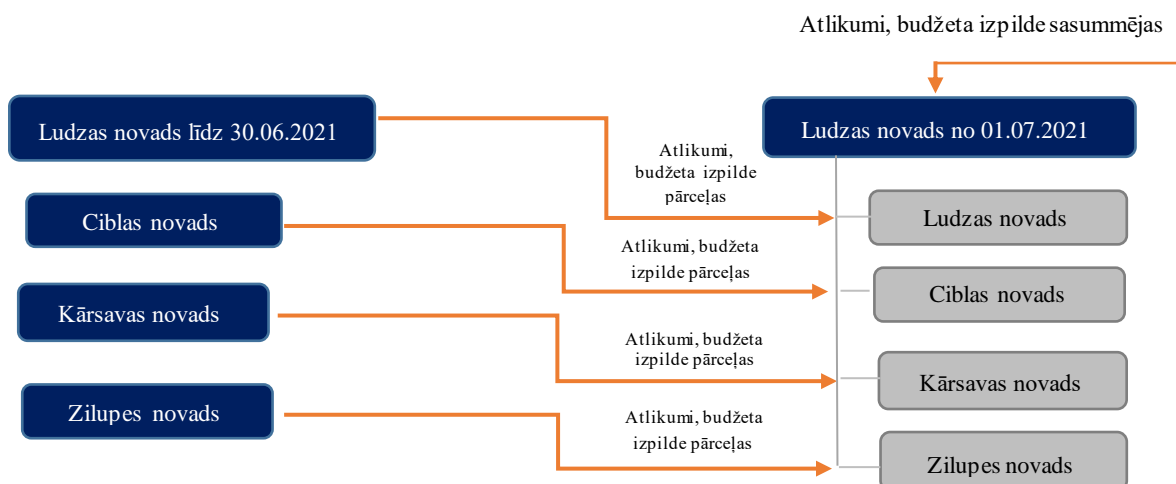 Atlikumi, budžeta izpilde sasummējas
Ludzas novads līdz 30.06.2021
Ludzas novads no 01.07.2021
Atlikumi,
budžeta izpilde
pārceļas
Ciblas novads
Ludzas novads
Atlikumi, budžeta
izpilde pārceļas
Ciblas novads
Kārsavas novads
Atlikumi, budžeta
izpilde pārceļas
Kārsavas novads
Zilupes novads
Atlikumi, budžeta
izpilde pārceļas
Zilupes novads